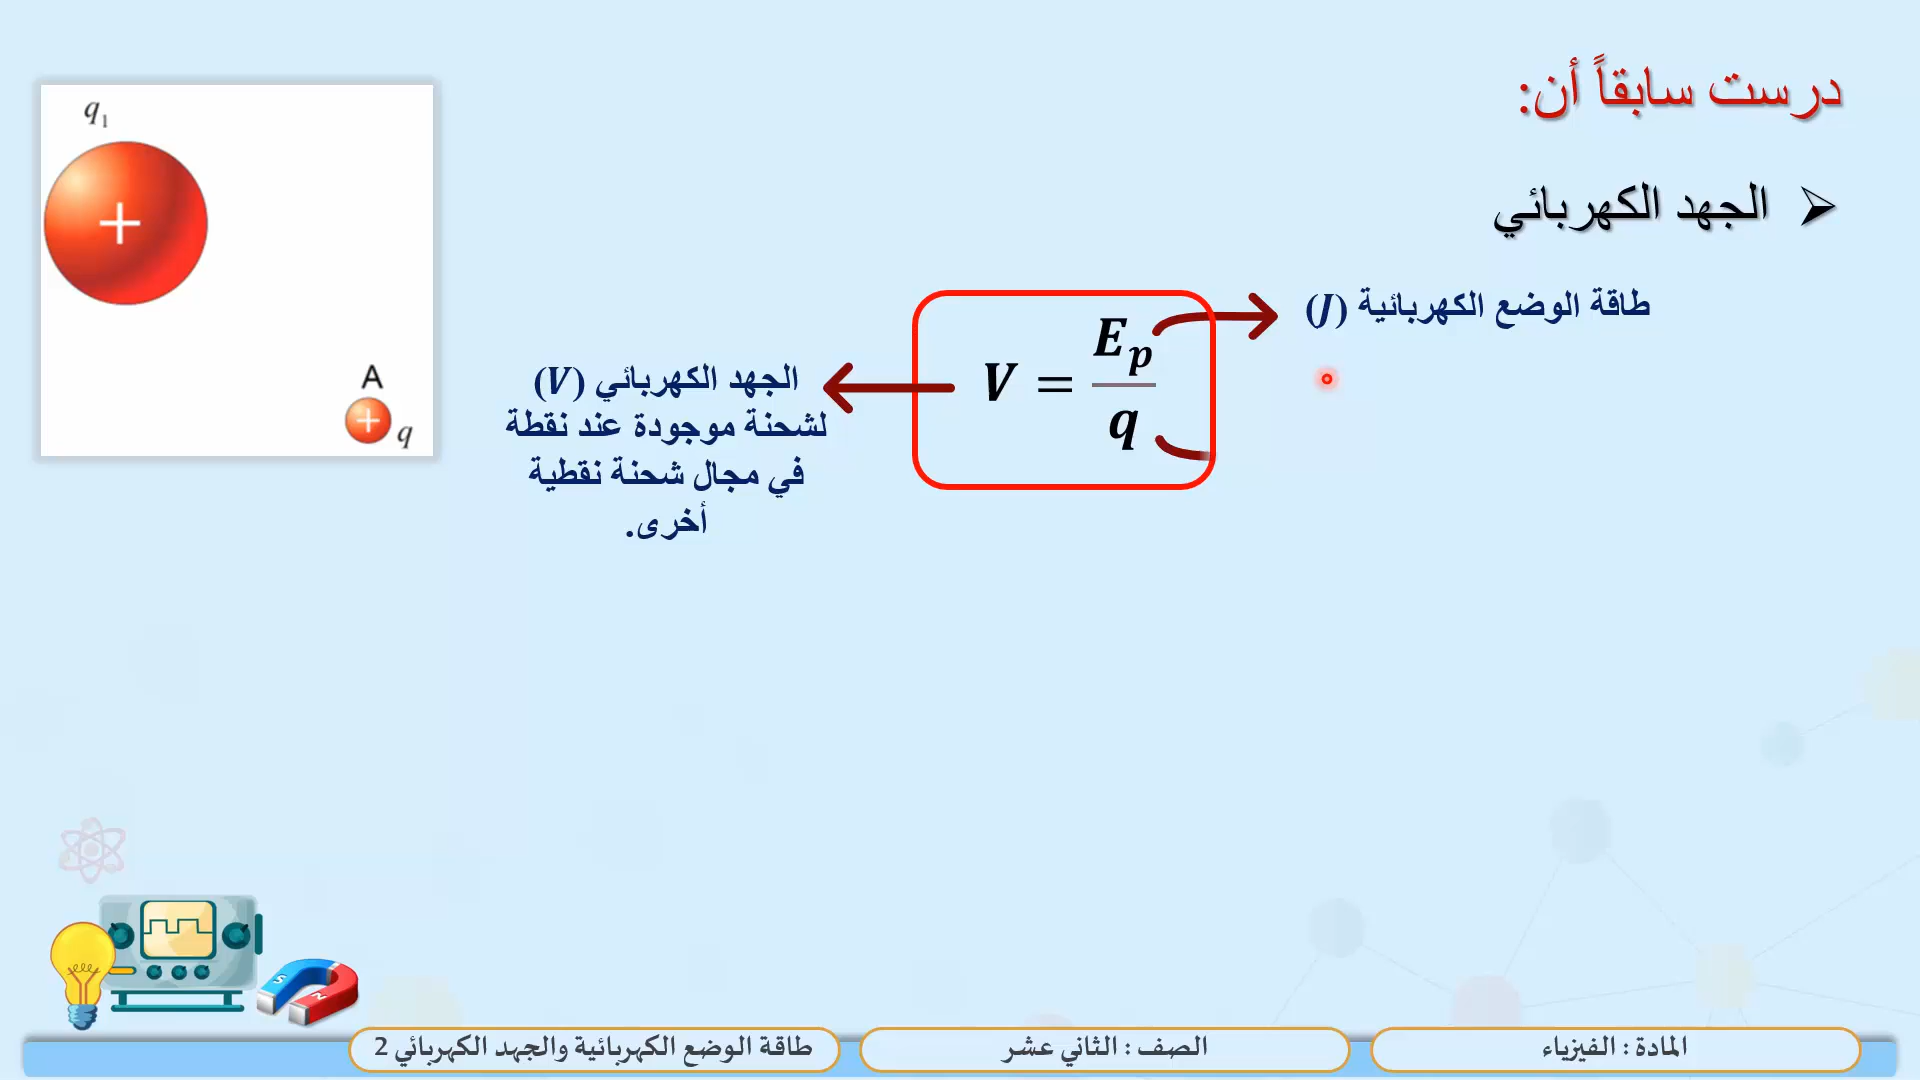 درست سابقاً أن:
➢ الجهد الكهربائي
طاقة الوضع الكهربائية (J)
V = E_p / q
الجهد الكهربائي (V)
لشحنة موجودة عند نقطة
في مجال شحنة نقطية
أخرى.
q₁
+
A
+ q
S
N
المادة : الفيزياء
الصف : الثاني عشر
طاقة الوضع الكهربائية والجهد الكهربائي 2